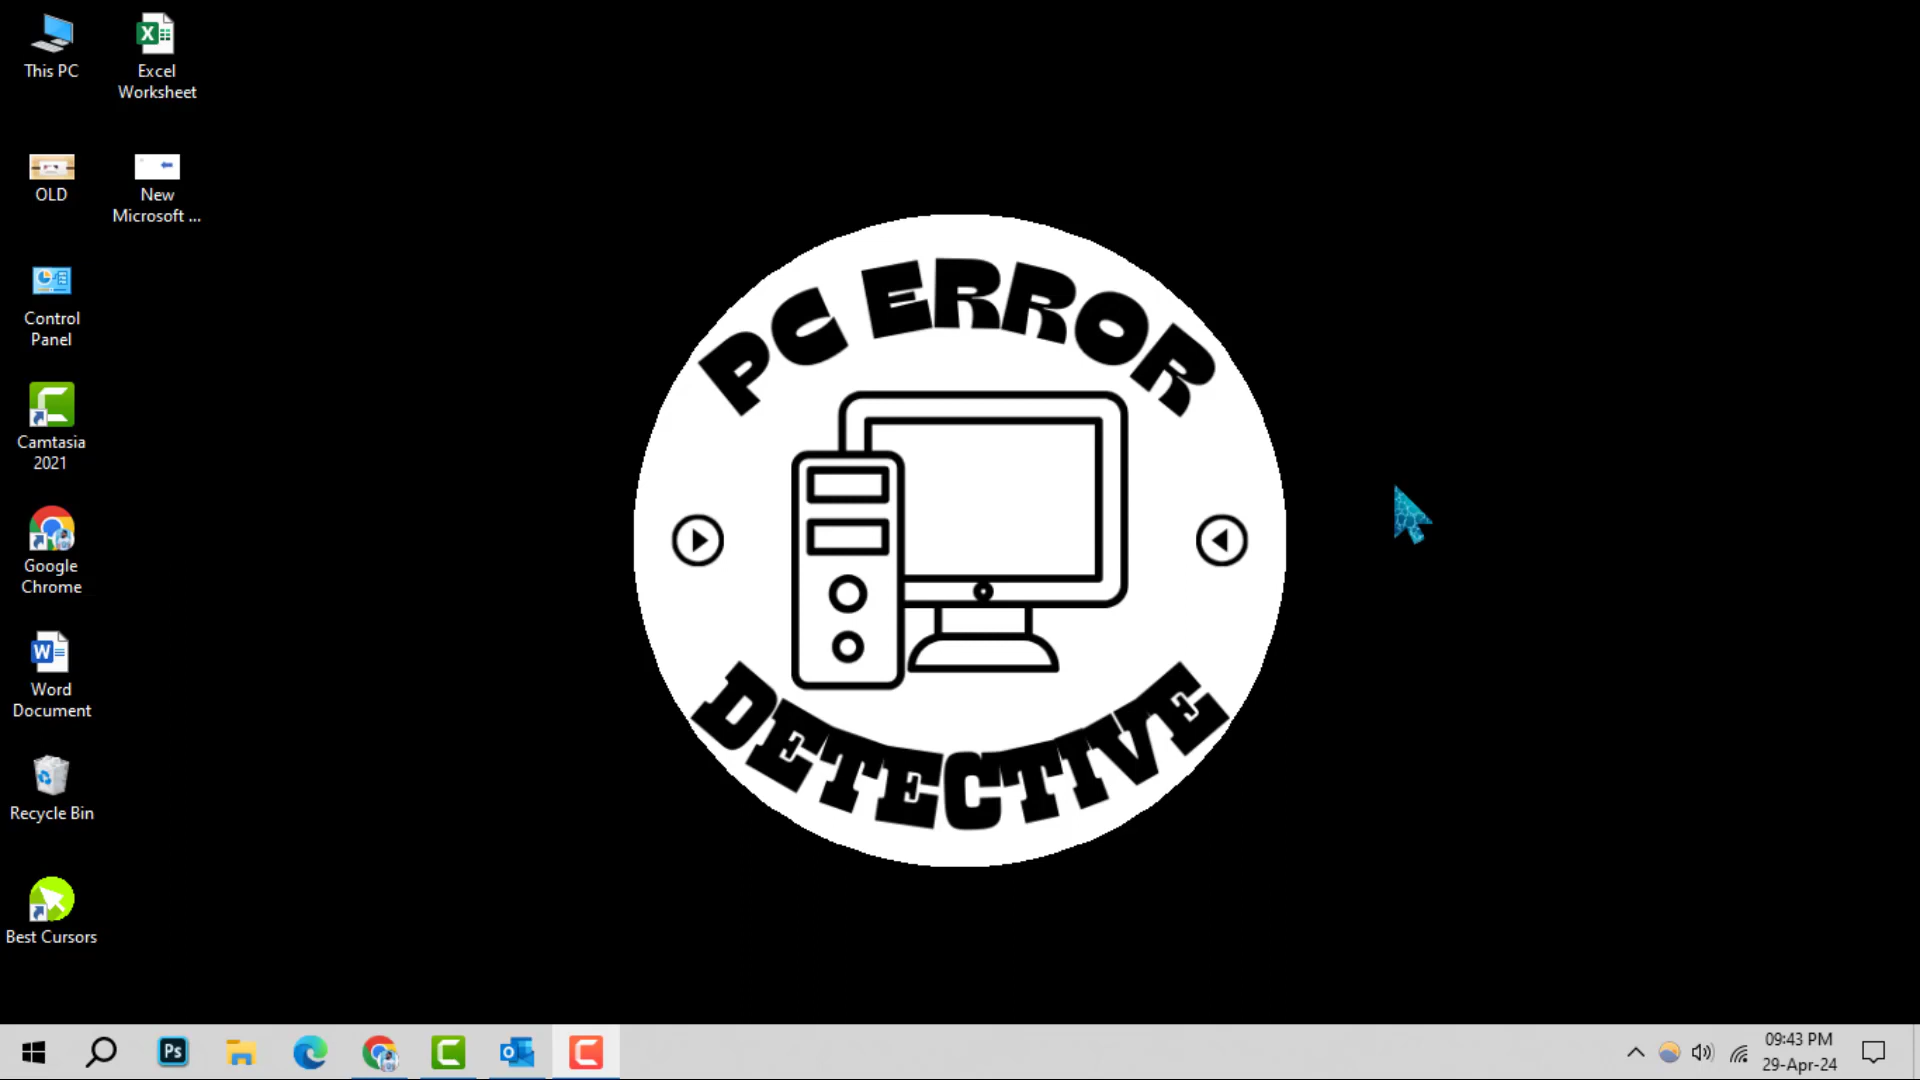 This PC
Excel
Worksheet
OLD
New
Microsoft ...
Control
Panel
Camtasia
2021
Google
Chrome
Word
Document
Recycle Bin
Best Cursors
PC ERROR
DETECTIVE
Ps
09:43 PM
29-Apr-24